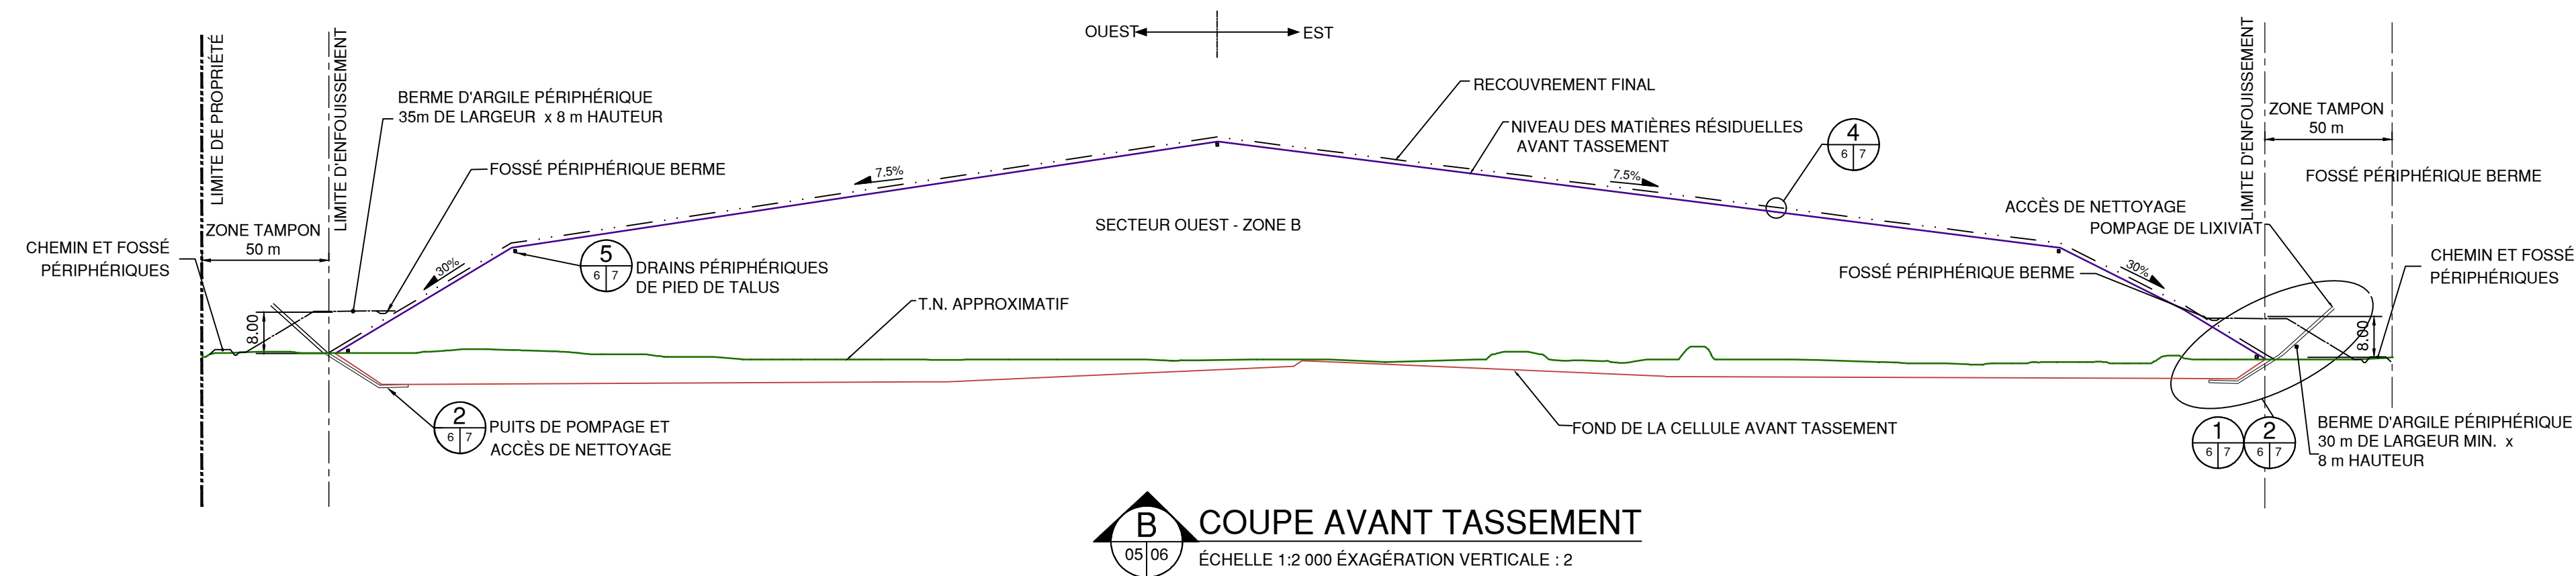 OUEST
EST
LIMITE DE PROPRIÉTÉ
LIMITE D'ENFOUISSEMENT
BERME D'ARGILE PÉRIPHÉRIQUE
35m DE LARGEUR x 8 m HAUTEUR
FOSSÉ PÉRIPHÉRIQUE BERME
ZONE TAMPON
50 m
CHEMIN ET FOSSÉ
PÉRIPHÉRIQUES
8.00
30%
7.5%
5
6 7
DRAINS PÉRIPHÉRIQUES
DE PIED DE TALUS
2
6 7
PUITS DE POMPAGE ET
ACCÈS DE NETTOYAGE
T.N. APPROXIMATIF
SECTEUR OUEST - ZONE B
RECOUVREMENT FINAL
NIVEAU DES MATIÈRES RÉSIDUELLES
AVANT TASSEMENT
7.5%
4
6 7
FOND DE LA CELLULE AVANT TASSEMENT
LIMITE D'ENFOUISSEMENT
ZONE TAMPON
50 m
FOSSÉ PÉRIPHÉRIQUE BERME
ACCÈS DE NETTOYAGE
POMPAGE DE LIXIVIAT
FOSSÉ PÉRIPHÉRIQUE BERME
30%
CHEMIN ET FOSSÉ
PÉRIPHÉRIQUES
8.00
1
6 7
2
6 7
BERME D'ARGILE PÉRIPHÉRIQUE
30 m DE LARGEUR MIN. x
8 m HAUTEUR
B
05 06
COUPE AVANT TASSEMENT
ÉCHELLE 1:2 000 ÉXAGÉRATION VERTICALE : 2